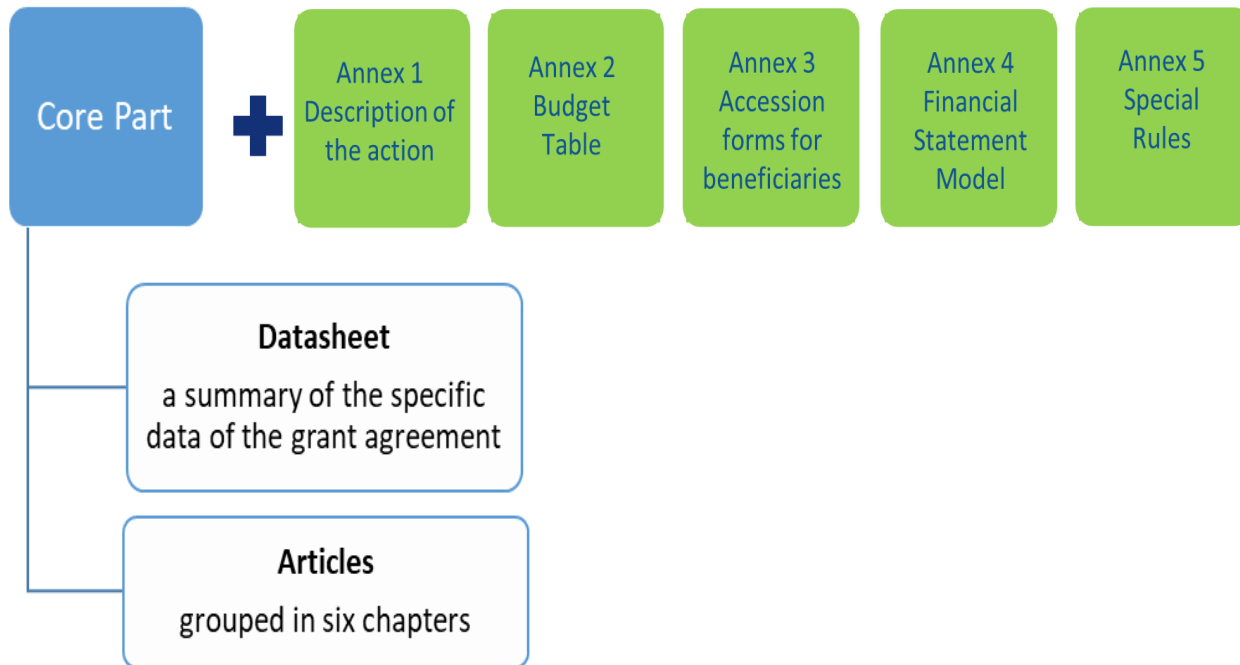 Core Part
Annex 1
Description of
the action
Annex 2
Budget
Table
Annex 3
Accession
forms for
beneficiaries
Annex 4
Financial
Statement
Model
Annex 5
Special
Rules
Datasheet
a summary of the specific
data of the grant agreement
Articles
grouped in six chapters